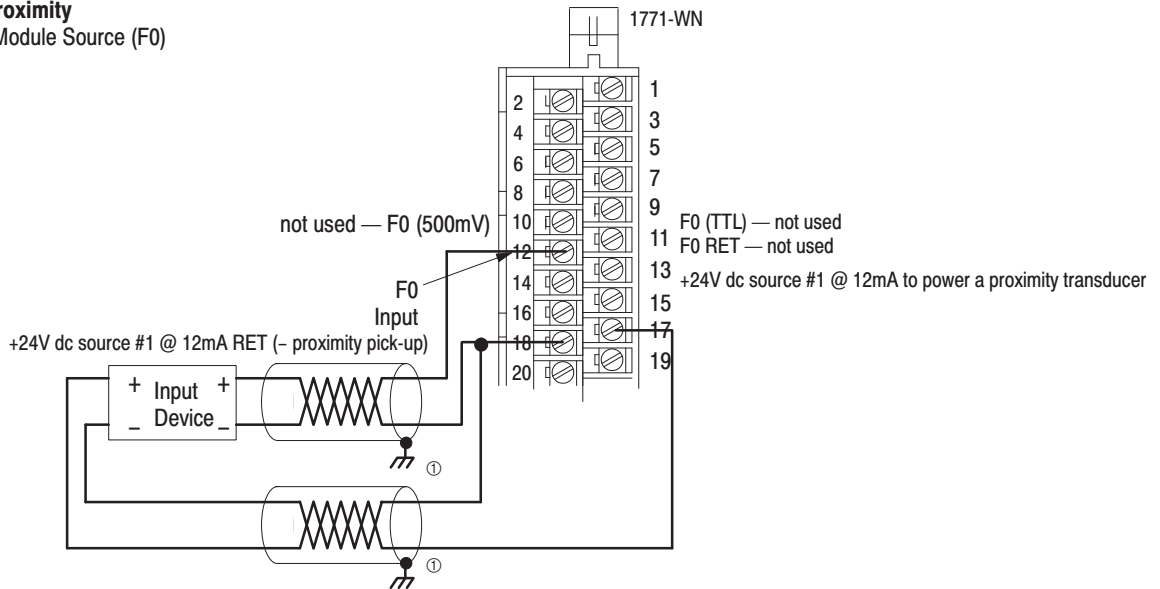 roximity
Module Source (F0)
1771-WN
1
2
3
4
5
6
7
8
9
not used — F0 (500mV)
10
F0 (TTL) — not used
11
F0 RET — not used
12
13
+24V dc source #1 @ 12mA to power a proximity transducer
14
F0
Input
15
16
17
+24V dc source #1 @ 12mA RET (– proximity pick-up)
18
19
20
+ Input +
– Device –
①
①